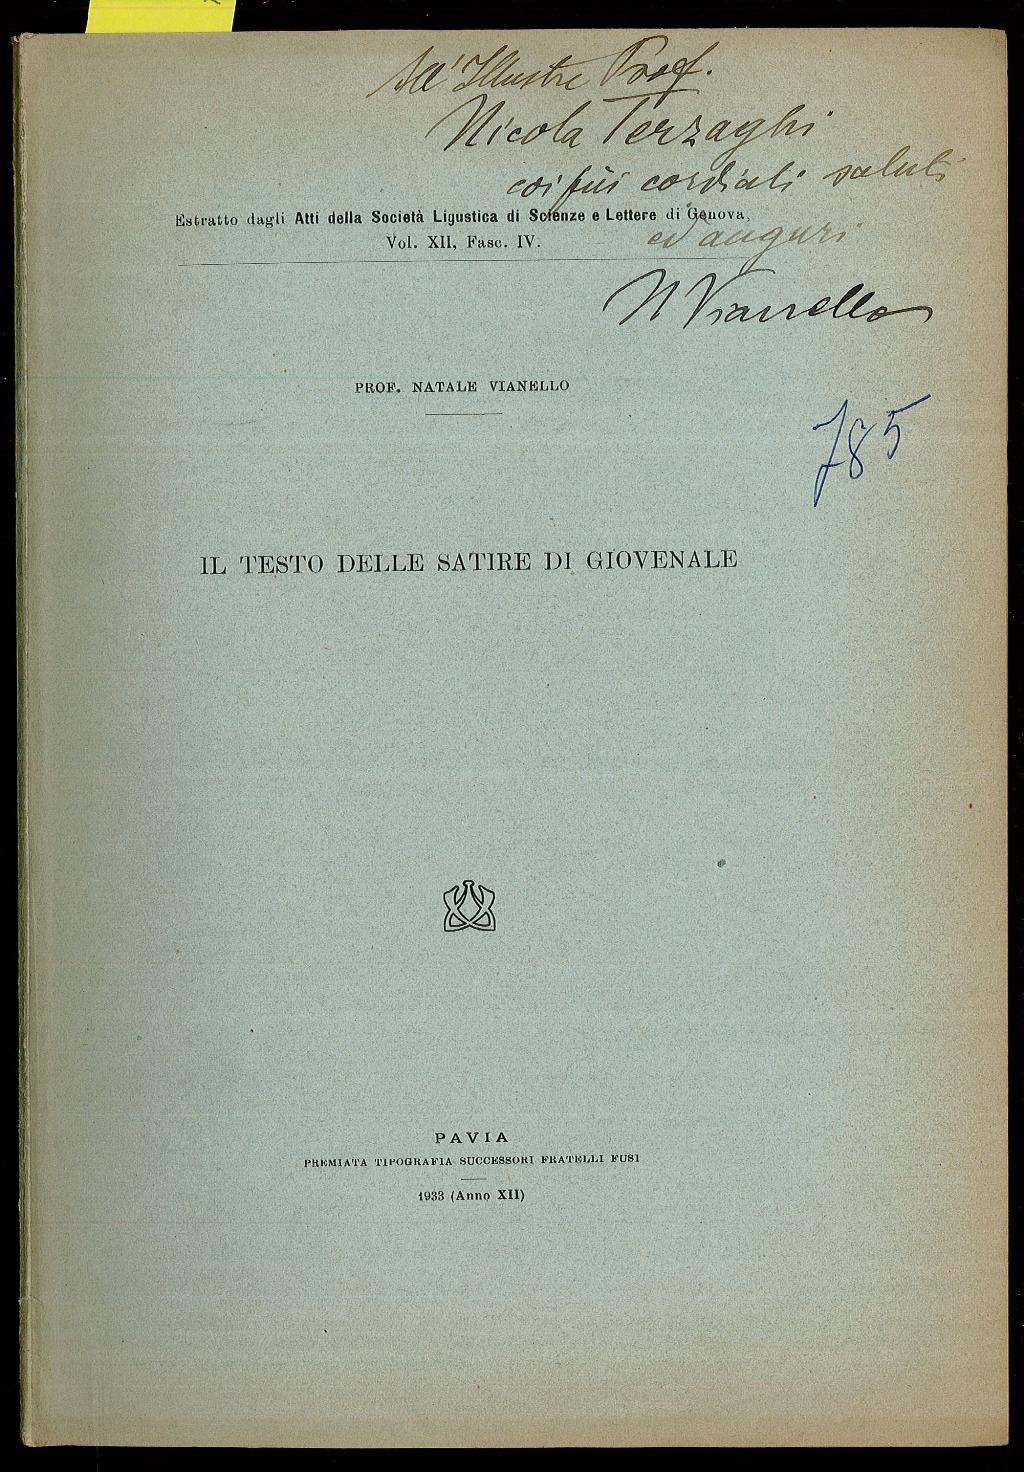 All'Illustre Prof.
Nicola Terzaghi
coi più cordiali saluti
ed auguri
N Vianello
Estratto dagli Atti della Società Ligustica di Scienze e Lettere di Genova,
Vol. XII, Fasc. IV.
PROF. NATALE VIANELLO
785
IL TESTO DELLE SATIRE DI GIOVENALE
PAVIA
PREMIATA TIPOGRAFIA SUCCESSORI FRATELLI FUSI
1933 (Anno XII)